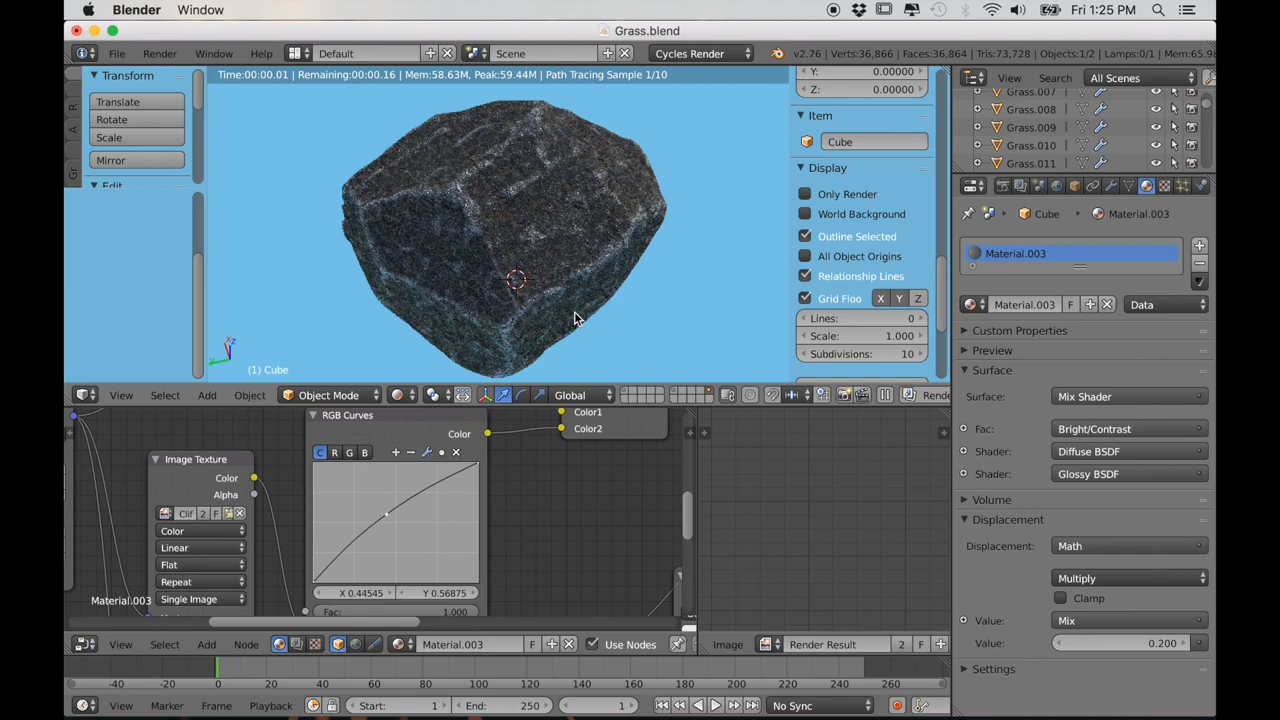 Blender Window Fri 1:25 PM
Grass.blend
File Render Window Help Default Scene Cycles Render v2.76 | Verts:36,866 | Faces:36,864 | Tris:73,728 | Objects:1/2 | Lamps:0/1 | Mem:65.9
Time:00:00.01 | Remaining:00:00.16 | Mem:58.63M, Peak:59.44M | Path Tracing Sample 1/10
Transform
Translate
Rotate
Scale
Mirror
Edit
R
A
Gr
(1) Cube
Y: 0.00000
Z: 0.00000
Item
Cube
Display
Only Render
World Background
Outline Selected
All Object Origins
Relationship Lines
Grid Floo X Y Z
Lines: 0
Scale: 1.000
Subdivisions: 10
View Search All Scenes
Grass.007
Grass.008
Grass.009
Grass.010
Grass.011
Cube Material.003
Material.003
Material.003 F Data
Custom Properties
Preview
Surface
Surface: Mix Shader
Fac: Bright/Contrast
Shader: Diffuse BSDF
Shader: Glossy BSDF
Volume
Displacement
Displacement: Math
Multiply
Clamp
Value: Mix
Value: 0.200
Settings
View Select Add Object Object Mode Global Rende
RGB Curves
Color
C R G B
X 0.44545 Y 0.56875
Fac: 1.000
Color1
Color2
Image Texture
Color
Alpha
Clif 2 F
Color
Linear
Flat
Repeat
Single Image
Material.003
View Select Add Node Material.003 F Use Nodes
Image Render Result 2 F
-40 -20 0 20 40 60 80 100 120 140 160 180 200 220 240 260
View Marker Frame Playback Start: 1 End: 250 1 No Sync